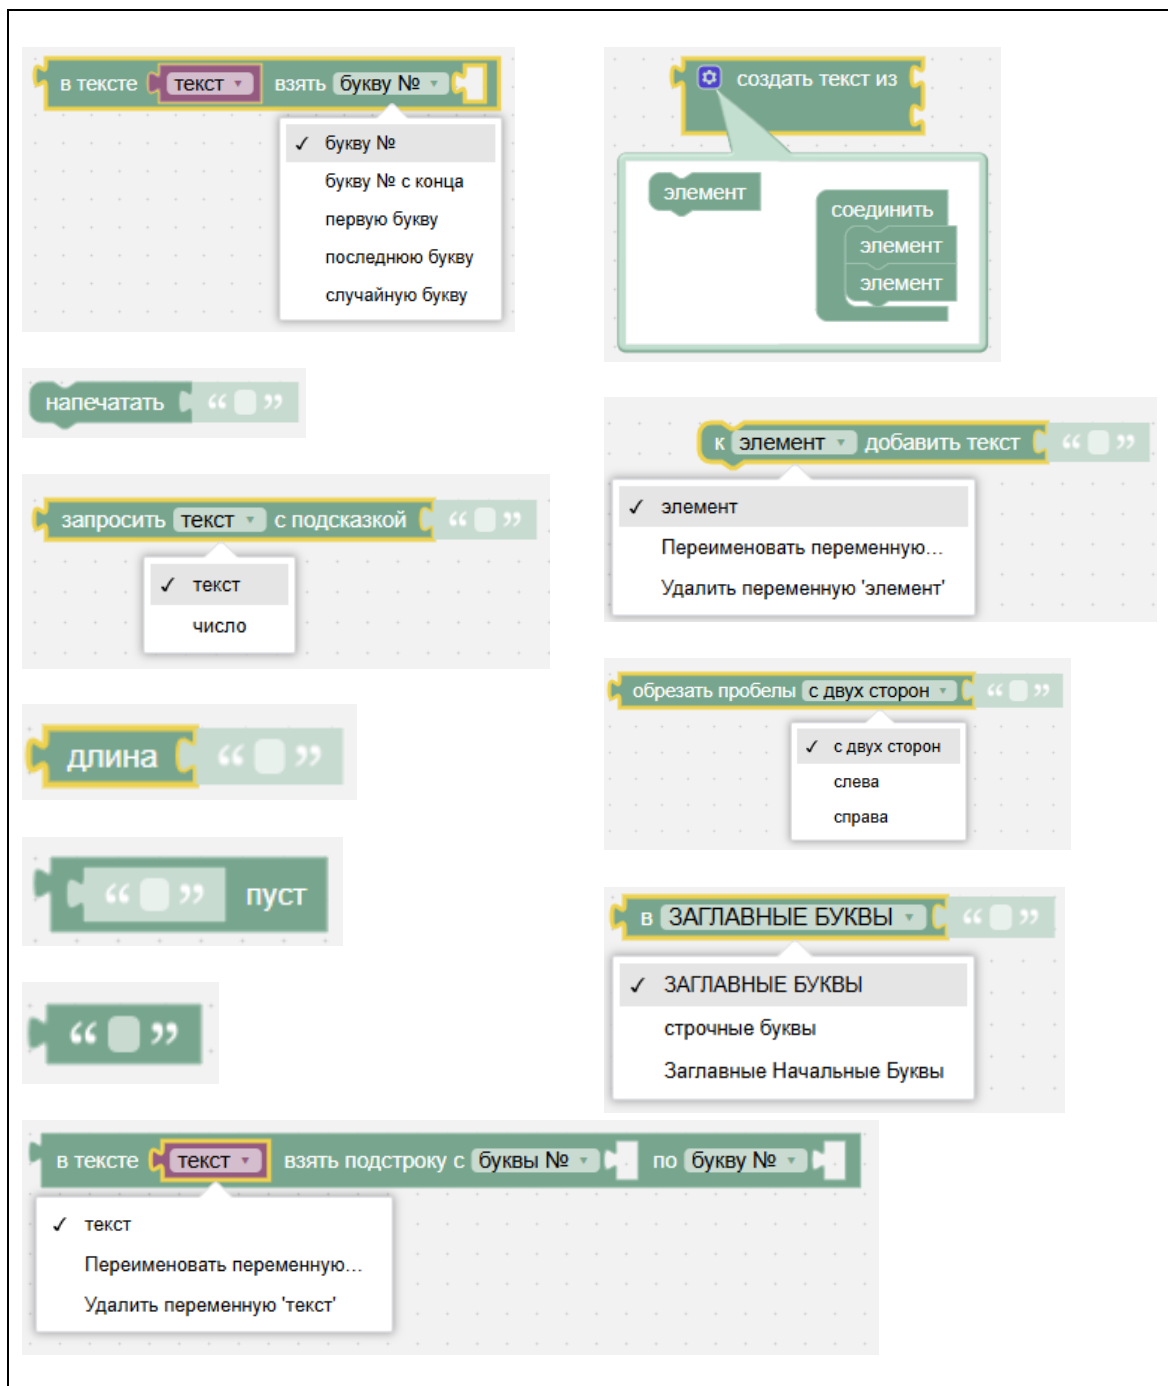 в тексте текст взять букву №
✓ букву №
букву № с конца
первую букву
последнюю букву
случайную букву
создать текст из
элемент
соединить
элемент
элемент
напечатать “ ”
к элемент добавить текст “ ”
✓ элемент
Переименовать переменную...
Удалить переменную 'элемент'
запросить текст с подсказкой “ ”
✓ текст
число
обрезать пробелы с двух сторон “ ”
✓ с двух сторон
слева
справа
длина “ ”
“ ” пуст
в ЗАГЛАВНЫЕ БУКВЫ “ ”
✓ ЗАГЛАВНЫЕ БУКВЫ
строчные буквы
Заглавные Начальные Буквы
“ ”
в тексте текст взять подстроку с буквы № по букву №
✓ текст
Переименовать переменную...
Удалить переменную 'текст'